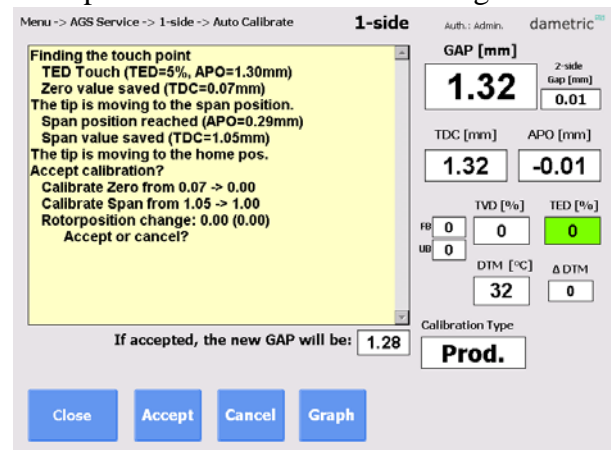 Menu -> AGS Service -> 1-side -> Auto Calibrate
1-side
Auth.: Admin.
dametric
Finding the touch point
TED Touch (TED=5%, APO=1.30mm)
Zero value saved (TDC=0.07mm)
The tip is moving to the span position.
Span position reached (APO=0.29mm)
Span value saved (TDC=1.05mm)
The tip is moving to the home pos.
Accept calibration?
Calibrate Zero from 0.07 -> 0.00
Calibrate Span from 1.05 -> 1.00
Rotorposition change: 0.00 (0.00)
Accept or cancel?
If accepted, the new GAP will be: 1.28
GAP [mm]
1.32
2-side
Gap [mm]
0.01
TDC [mm] APO [mm]
1.32 -0.01
TVD [%] TED [%]
FB 0 0 0
UB 0
DTM [°C] Δ DTM
32 0
Calibration Type
Prod.
Close Accept Cancel Graph